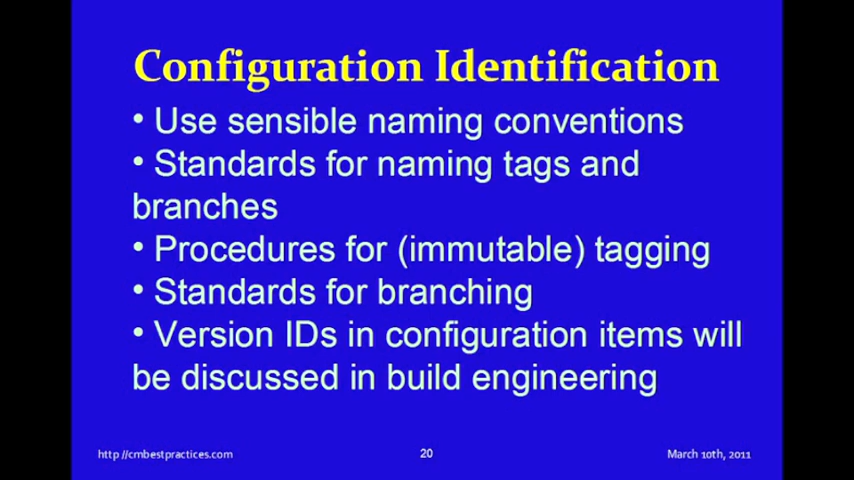 Configuration Identification
• Use sensible naming conventions
• Standards for naming tags and
branches
• Procedures for (immutable) tagging
• Standards for branching
• Version IDs in configuration items will
be discussed in build engineering
http://cmbestpractices.com
20
March 10th, 2011